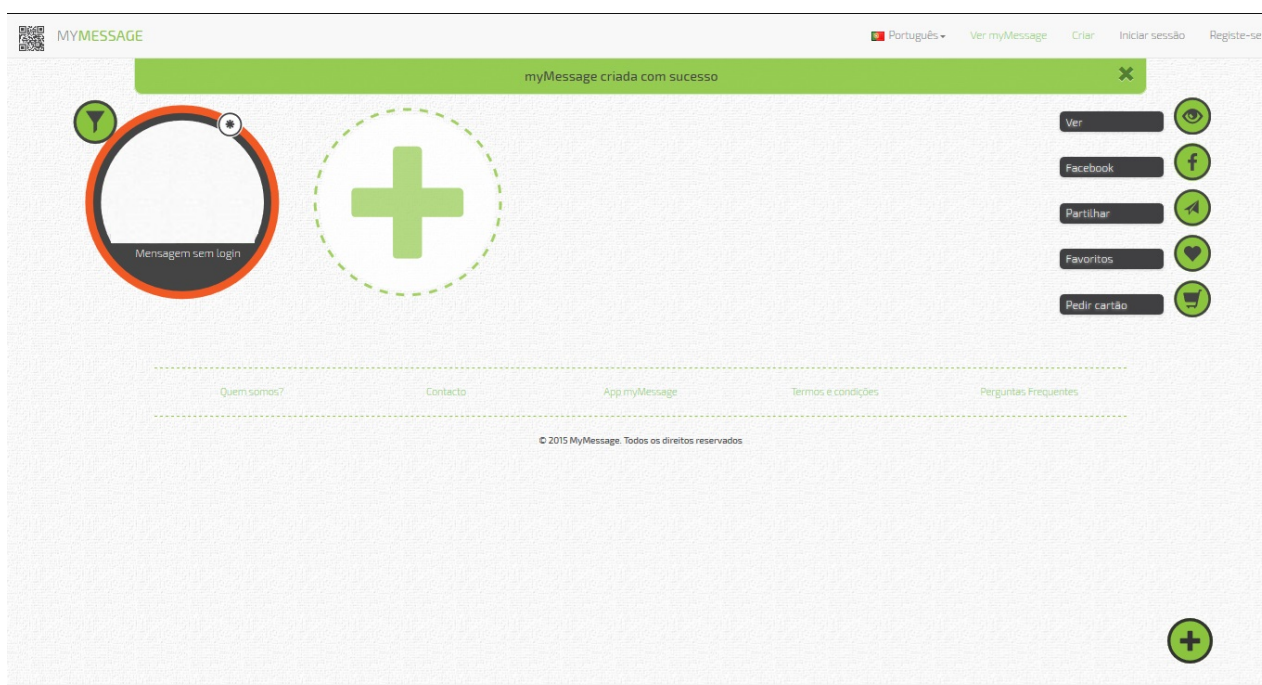 MYMESSAGE
Português
Ver myMessage
Criar
Iniciar sessão
Registe-se
myMessage criada com sucesso
Mensagem sem login
Ver
Facebook
Partilhar
Favoritos
Pedir cartão
Quem somos?
Contacto
App myMessage
Termos e condições
Perguntas Frequentes
© 2015 MyMessage. Todos os direitos reservados